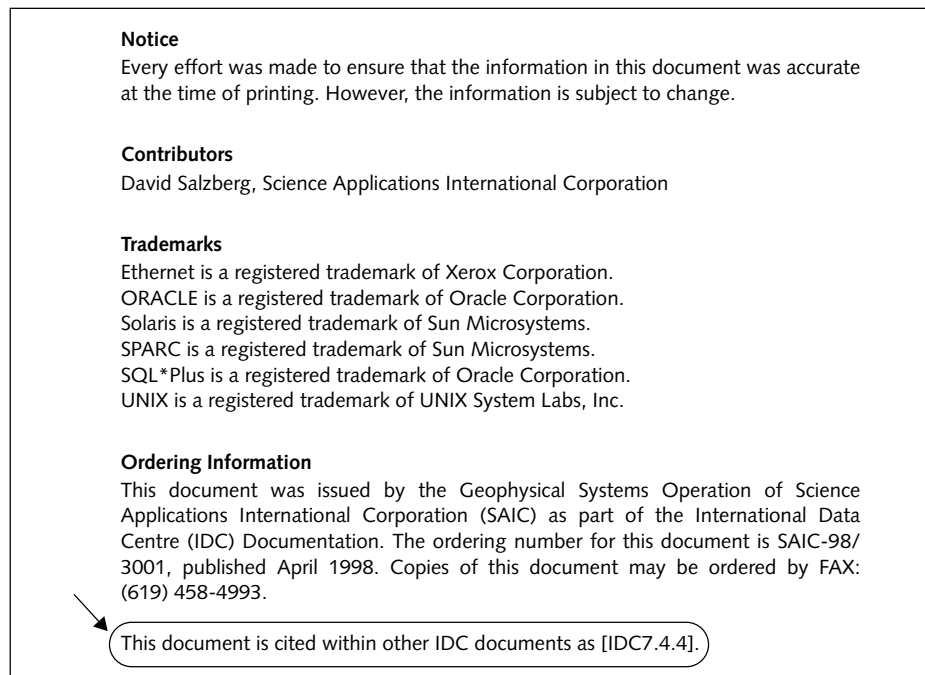 Notice
Every effort was made to ensure that the information in this document was accurate
at the time of printing. However, the information is subject to change.
Contributors
David Salzberg, Science Applications International Corporation
Trademarks
Ethernet is a registered trademark of Xerox Corporation.
ORACLE is a registered trademark of Oracle Corporation.
Solaris is a registered trademark of Sun Microsystems.
SPARC is a registered trademark of Sun Microsystems.
SQL*Plus is a registered trademark of Oracle Corporation.
UNIX is a registered trademark of UNIX System Labs, Inc.
Ordering Information
This document was issued by the Geophysical Systems Operation of Science
Applications International Corporation (SAIC) as part of the International Data
Centre (IDC) Documentation. The ordering number for this document is SAIC-98/
3001, published April 1998. Copies of this document may be ordered by FAX:
(619) 458-4993.
This document is cited within other IDC documents as [IDC7.4.4].